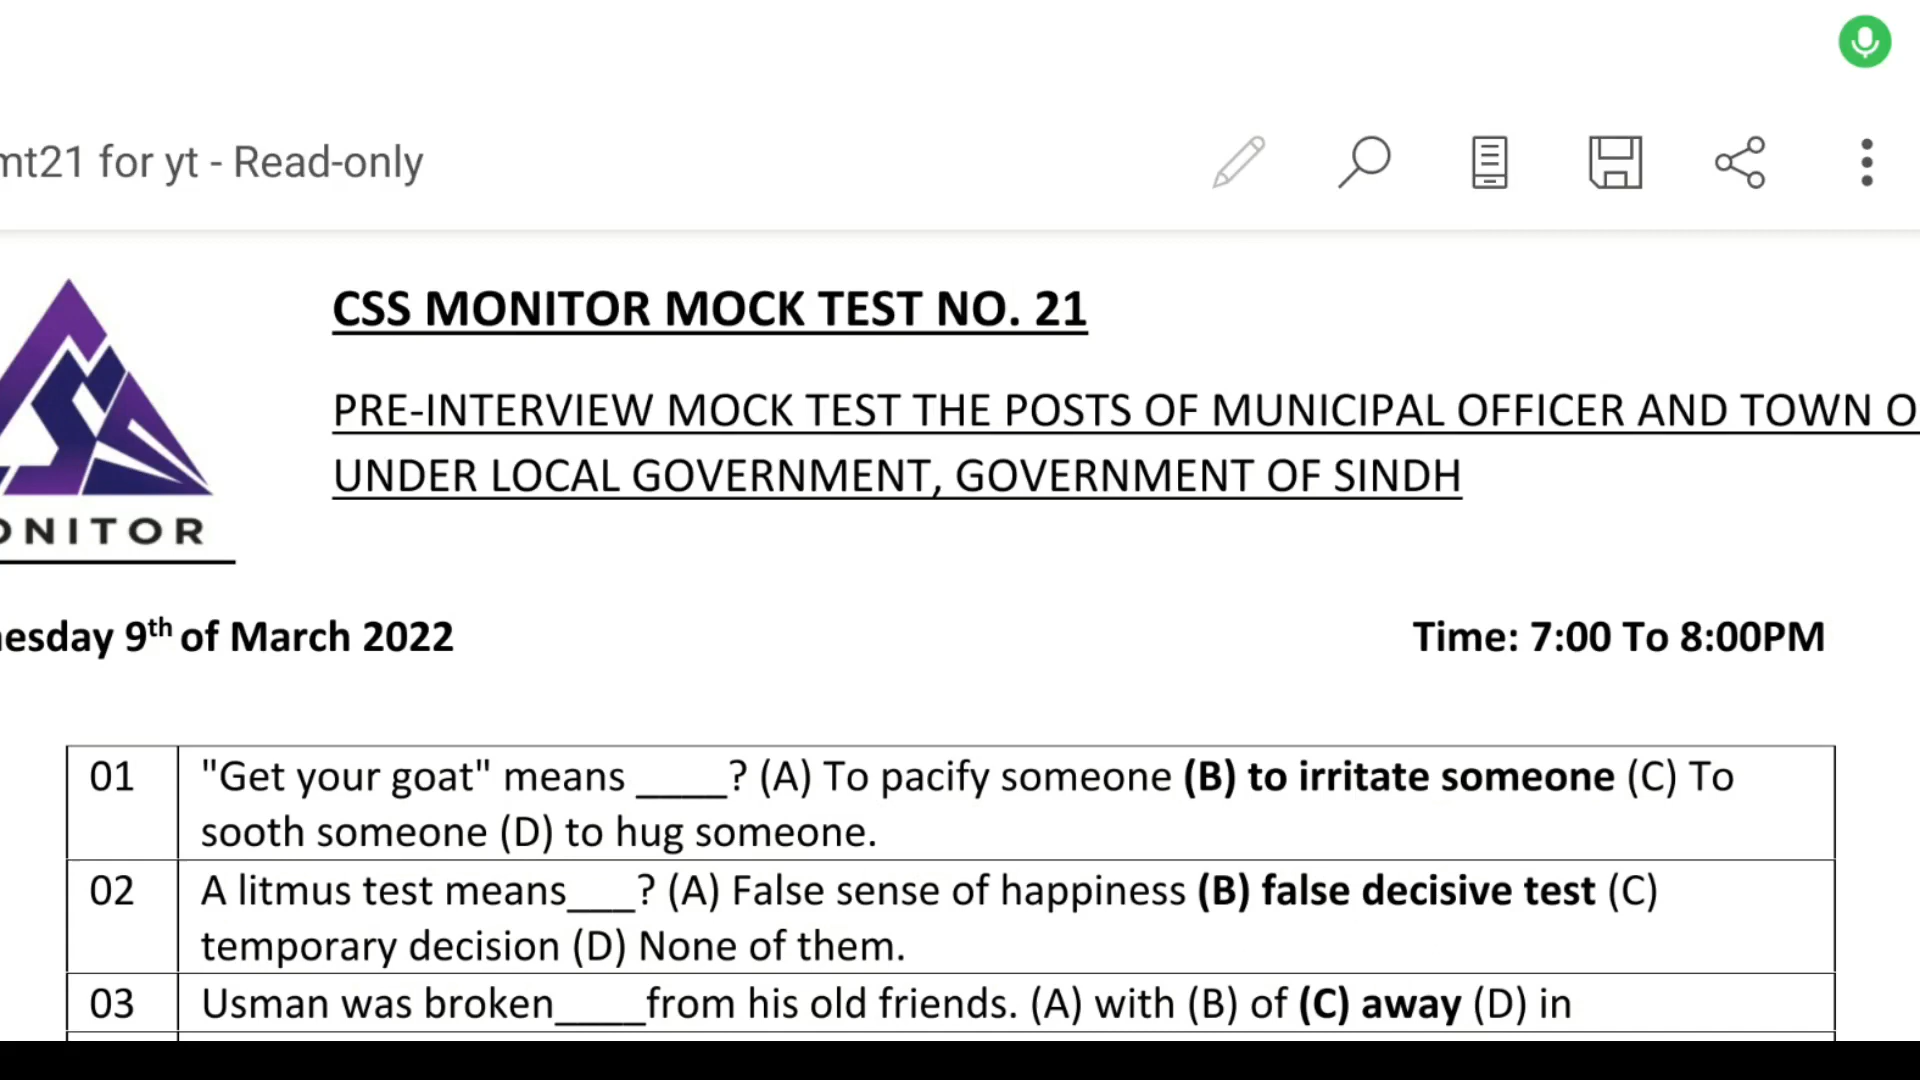 mt21 for yt - Read-only
CSS MONITOR MOCK TEST NO. 21
PRE-INTERVIEW MOCK TEST THE POSTS OF MUNICIPAL OFFICER AND TOWN O
UNDER LOCAL GOVERNMENT, GOVERNMENT OF SINDH
ONITOR
esday 9th of March 2022
Time: 7:00 To 8:00PM
01 "Get your goat" means ____? (A) To pacify someone (B) to irritate someone (C) To
sooth someone (D) to hug someone.
02 A litmus test means___? (A) False sense of happiness (B) false decisive test (C)
temporary decision (D) None of them.
03 Usman was broken____from his old friends. (A) with (B) of (C) away (D) in